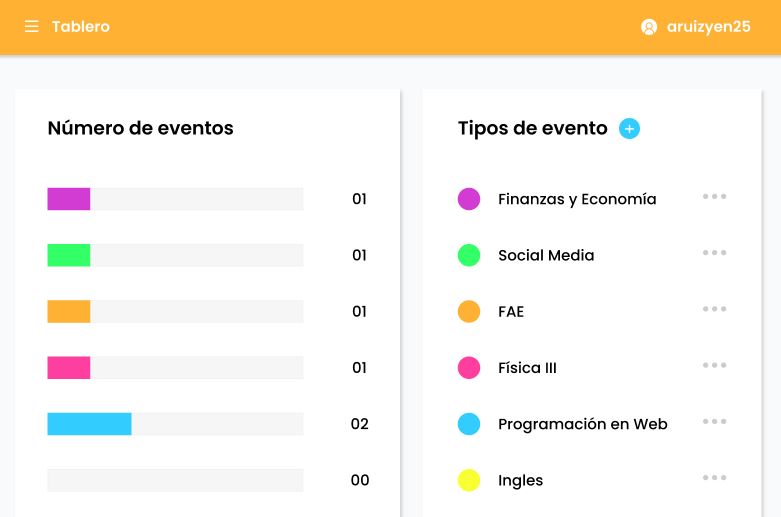 Tablero
aruizyen25
Número de eventos
01
01
01
01
02
00
Tipos de evento
Finanzas y Economía
Social Media
FAE
Física III
Programación en Web
Ingles